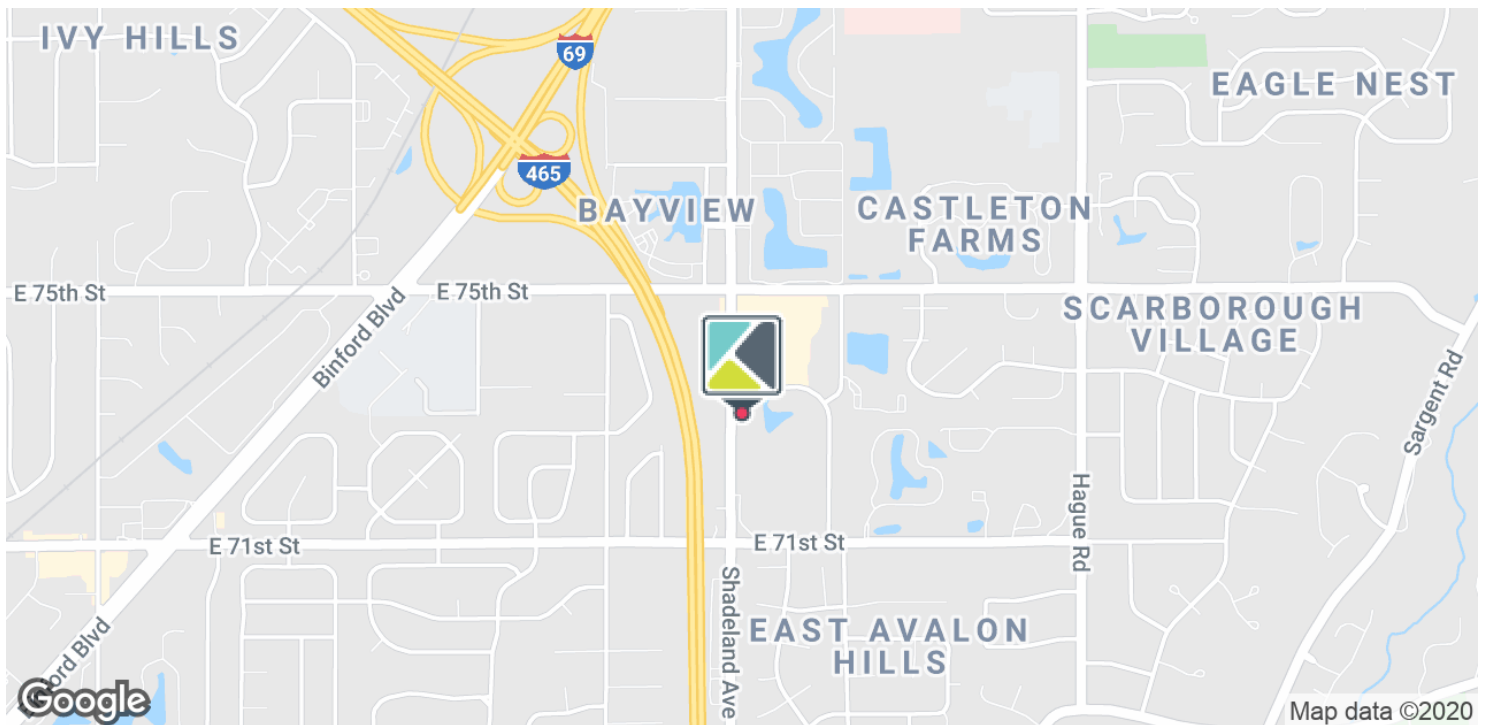 IVY HILLS
69
EAGLE NEST
465
BAYVIEW
CASTLETON
FARMS
E 75th St
E 75th St
Binford Blvd
SCARBOROUGH
VILLAGE
Sargent Rd
Hague Rd
E 71st St
E 71st St
Shadeland Ave
EAST AVALON
HILLS
Binford Blvd
Google
Map data ©2020